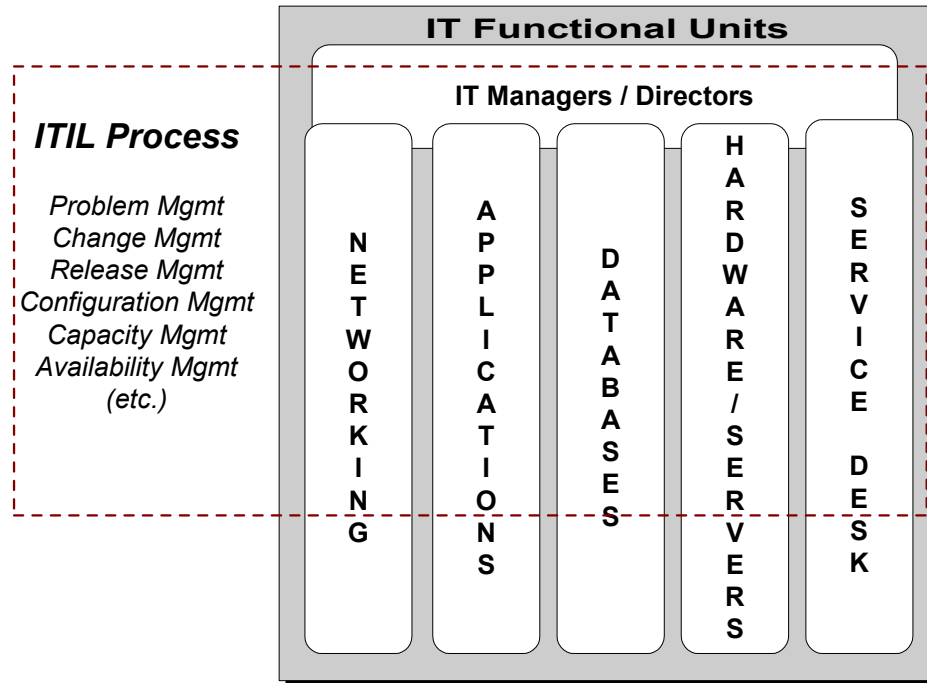 IT Functional Units
IT Managers / Directors
ITIL Process
Problem Mgmt
Change Mgmt
Release Mgmt
Configuration Mgmt
Capacity Mgmt
Availability Mgmt
(etc.)
NETWORKING
APPLICATIONS
DATABASES
HARDWARE/SERVERS
SERVICE DESK